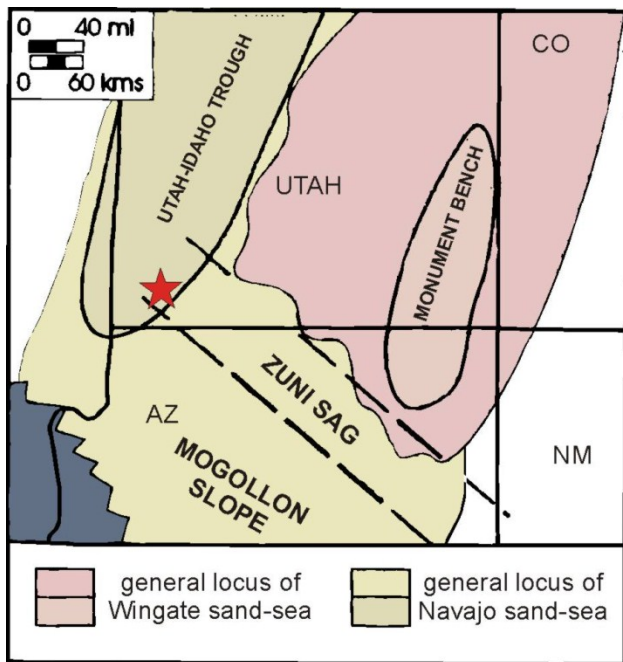 0 40 mi
0 60 kms
CO
UTAH-IDAHO TROUGH
UTAH
MONUMENT BENCH
ZUNI SAG
AZ
MOGOLLON
SLOPE
NM
general locus of
Wingate sand-sea
general locus of
Navajo sand-sea